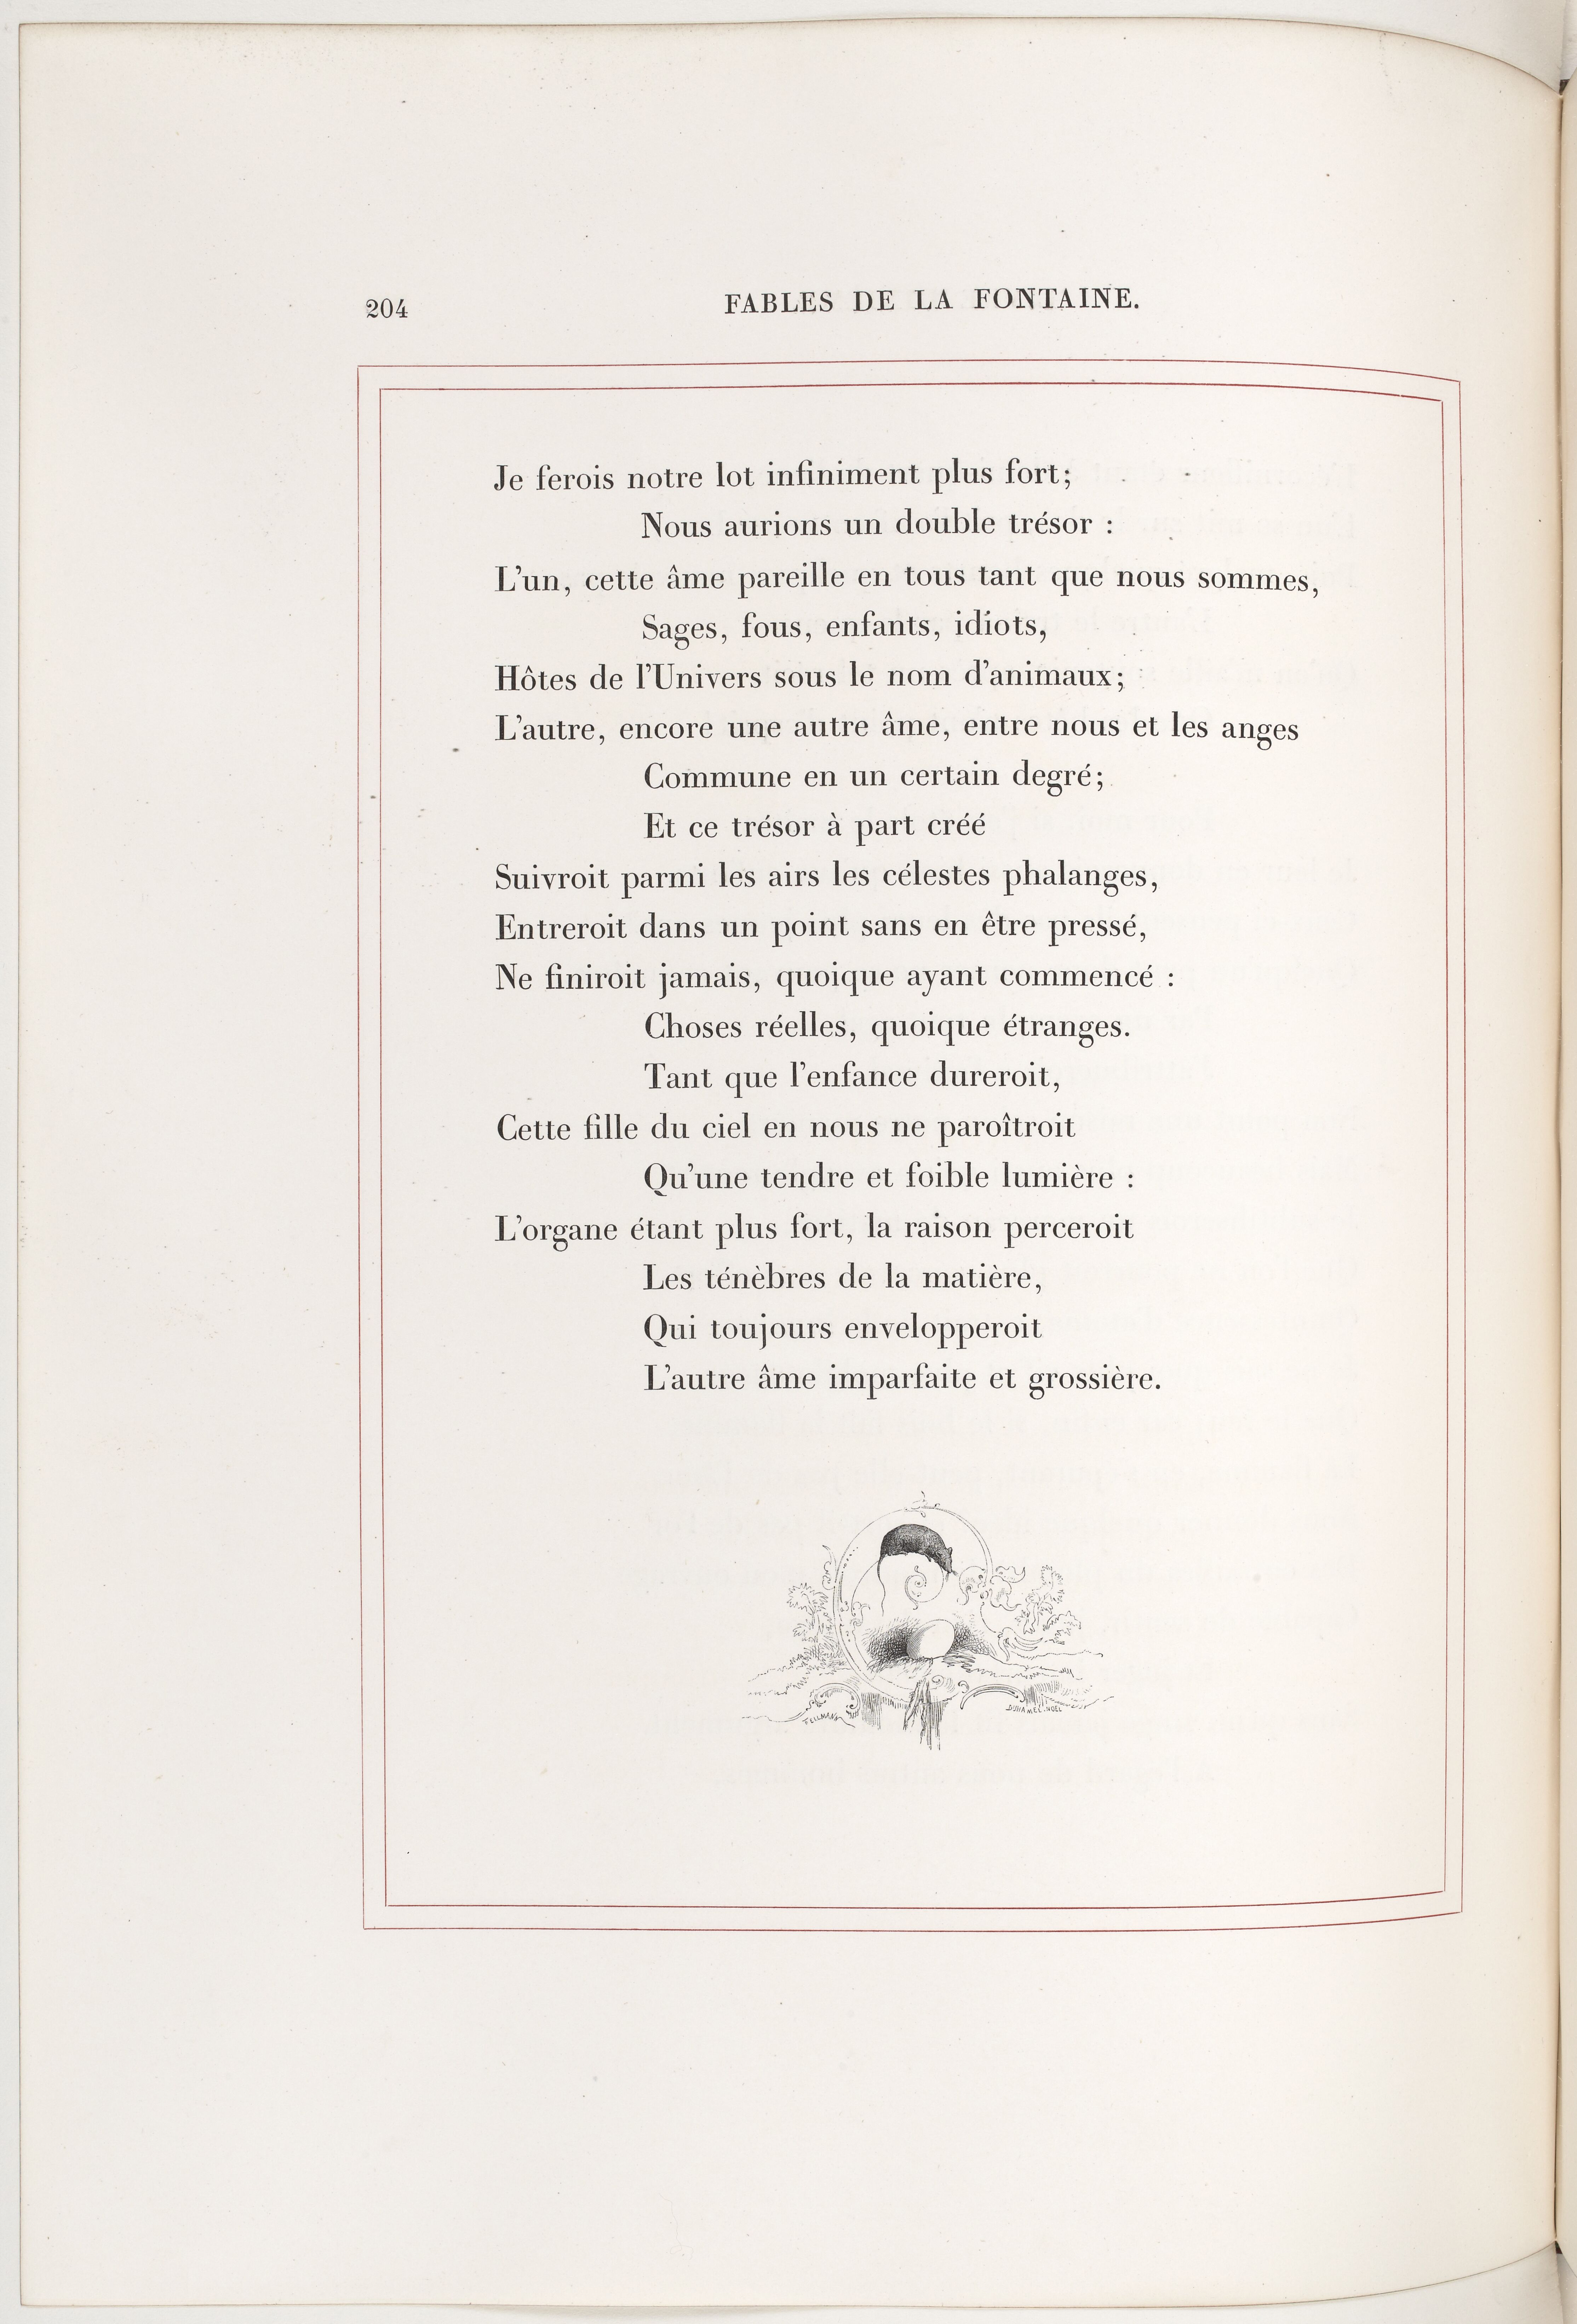 204
FABLES DE LA FONTAINE.
Je ferois notre lot infiniment plus fort;
Nous aurions un double trésor :
L'un, cette âme pareille en tous tant que nous sommes,
Sages, fous, enfants, idiots,
Hôtes de l'Univers sous le nom d'animaux;
L'autre, encore une autre âme, entre nous et les anges
Commune en un certain degré;
Et ce trésor à part créé
Suivroit parmi les airs les célestes phalanges,
Entreroit dans un point sans en être pressé,
Ne finiroit jamais, quoique ayant commencé :
Choses réelles, quoique étranges.
Tant que l'enfance dureroit,
Cette fille du ciel en nous ne paroîtroit
Qu'une tendre et foible lumière :
L'organe étant plus fort, la raison perceroit
Les ténèbres de la matière,
Qui toujours envelopperoit
L'autre âme imparfaite et grossière.
DUHAMEL-NOEL